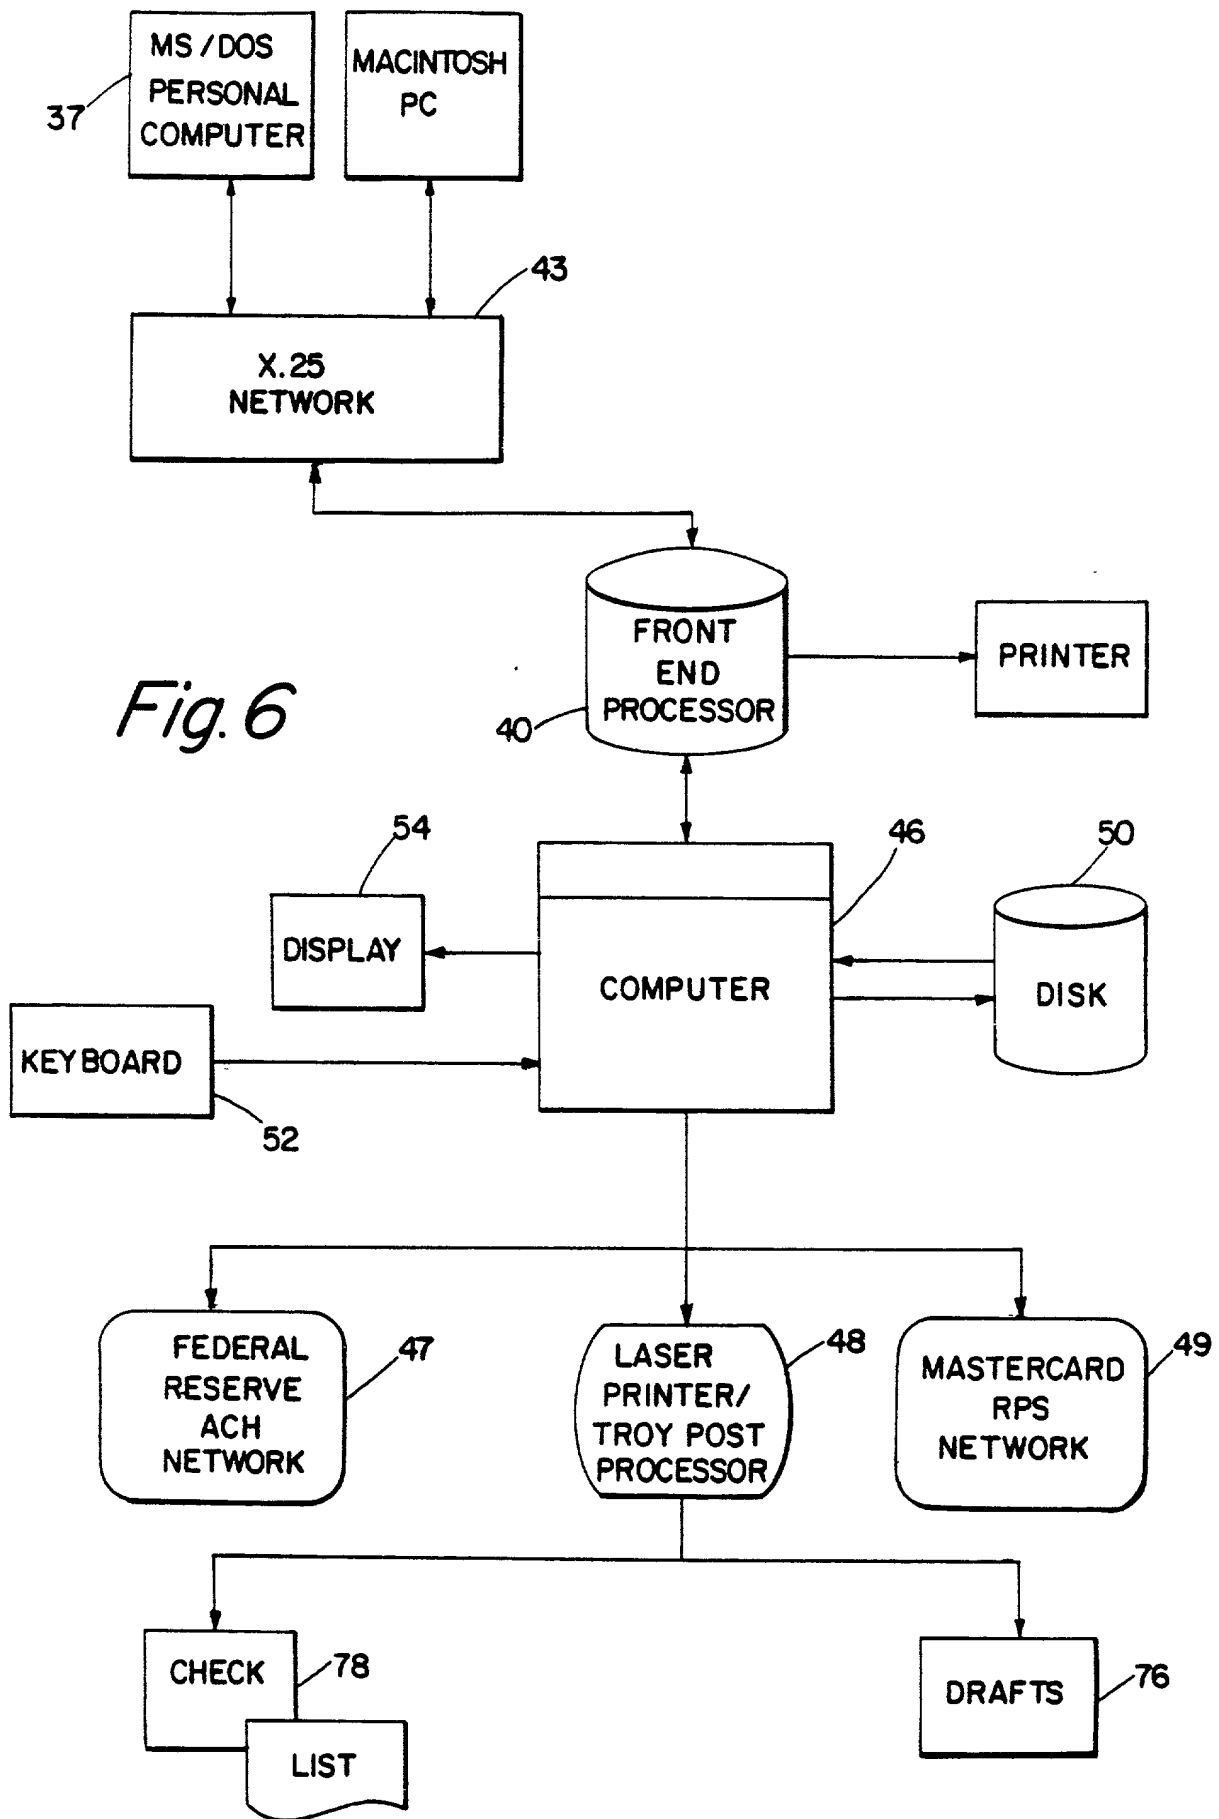 MS/DOS
PERSONAL
COMPUTER
37
MACINTOSH
PC
43
X.25
NETWORK
FRONT
END
PROCESSOR
40
PRINTER
Fig. 6
54
46
50
DISPLAY
COMPUTER
DISK
KEYBOARD
52
FEDERAL
RESERVE
ACH
NETWORK
47
LASER
PRINTER/
TROY POST
PROCESSOR
48
MASTERCARD
RPS
NETWORK
49
CHECK
78
LIST
DRAFTS
76